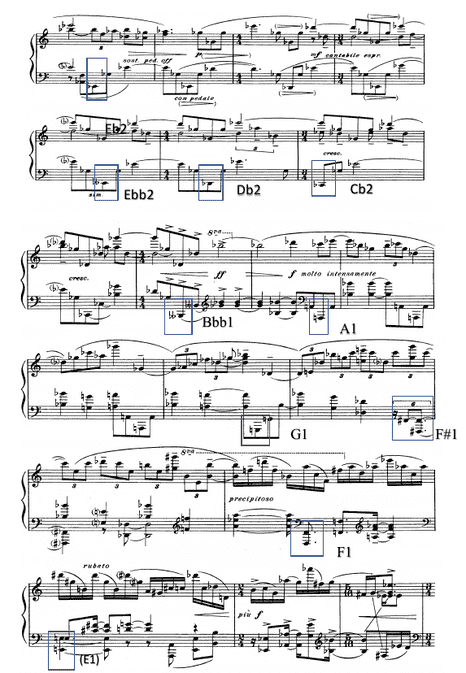 sost. ped. off
mf cantabile espr.
con pedale
Eb2
3
cresc.
sim
Ebb2
Db2
Cb2
8va
cresc.
ff
f molto intensamente
Bbb1
A1
3 3 3 3
G1
F#1
8va
3 3 3
precipitoso
F1
rubato
più f
(E1)